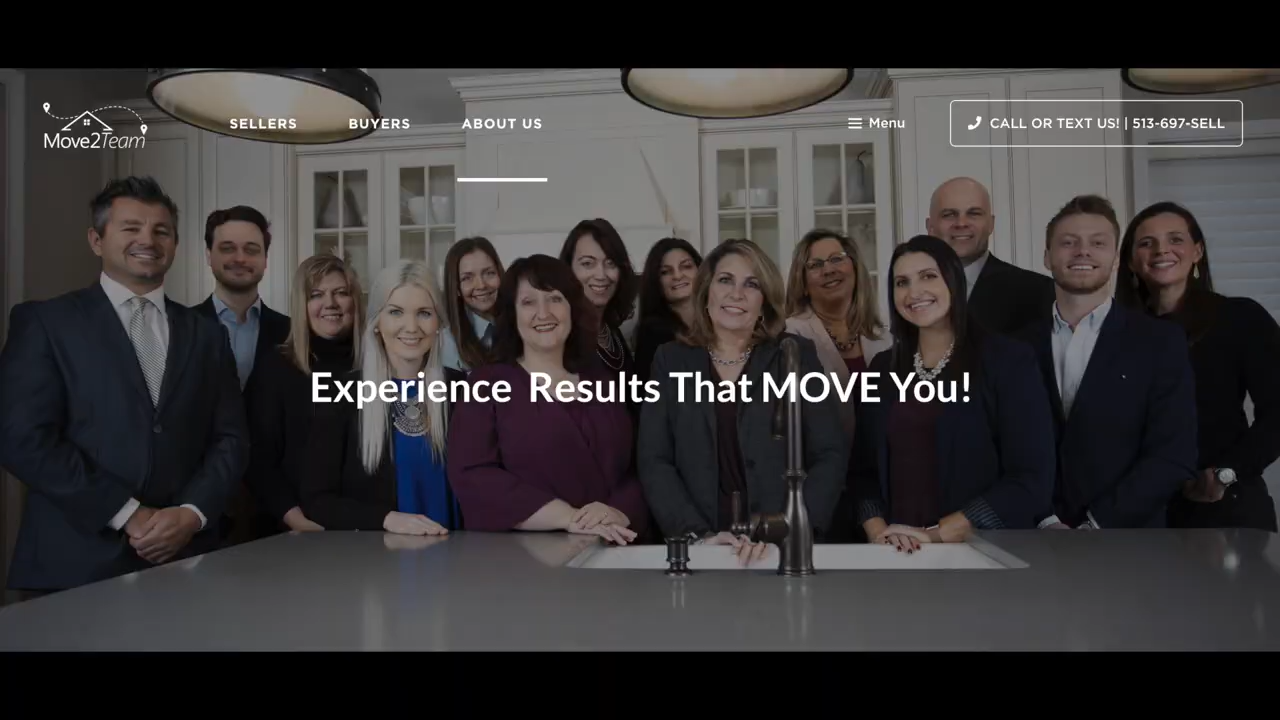 Move2Team
SELLERS
BUYERS
ABOUT US
Menu
CALL OR TEXT US! | 513-697-SELL
Experience  Results That MOVE You!